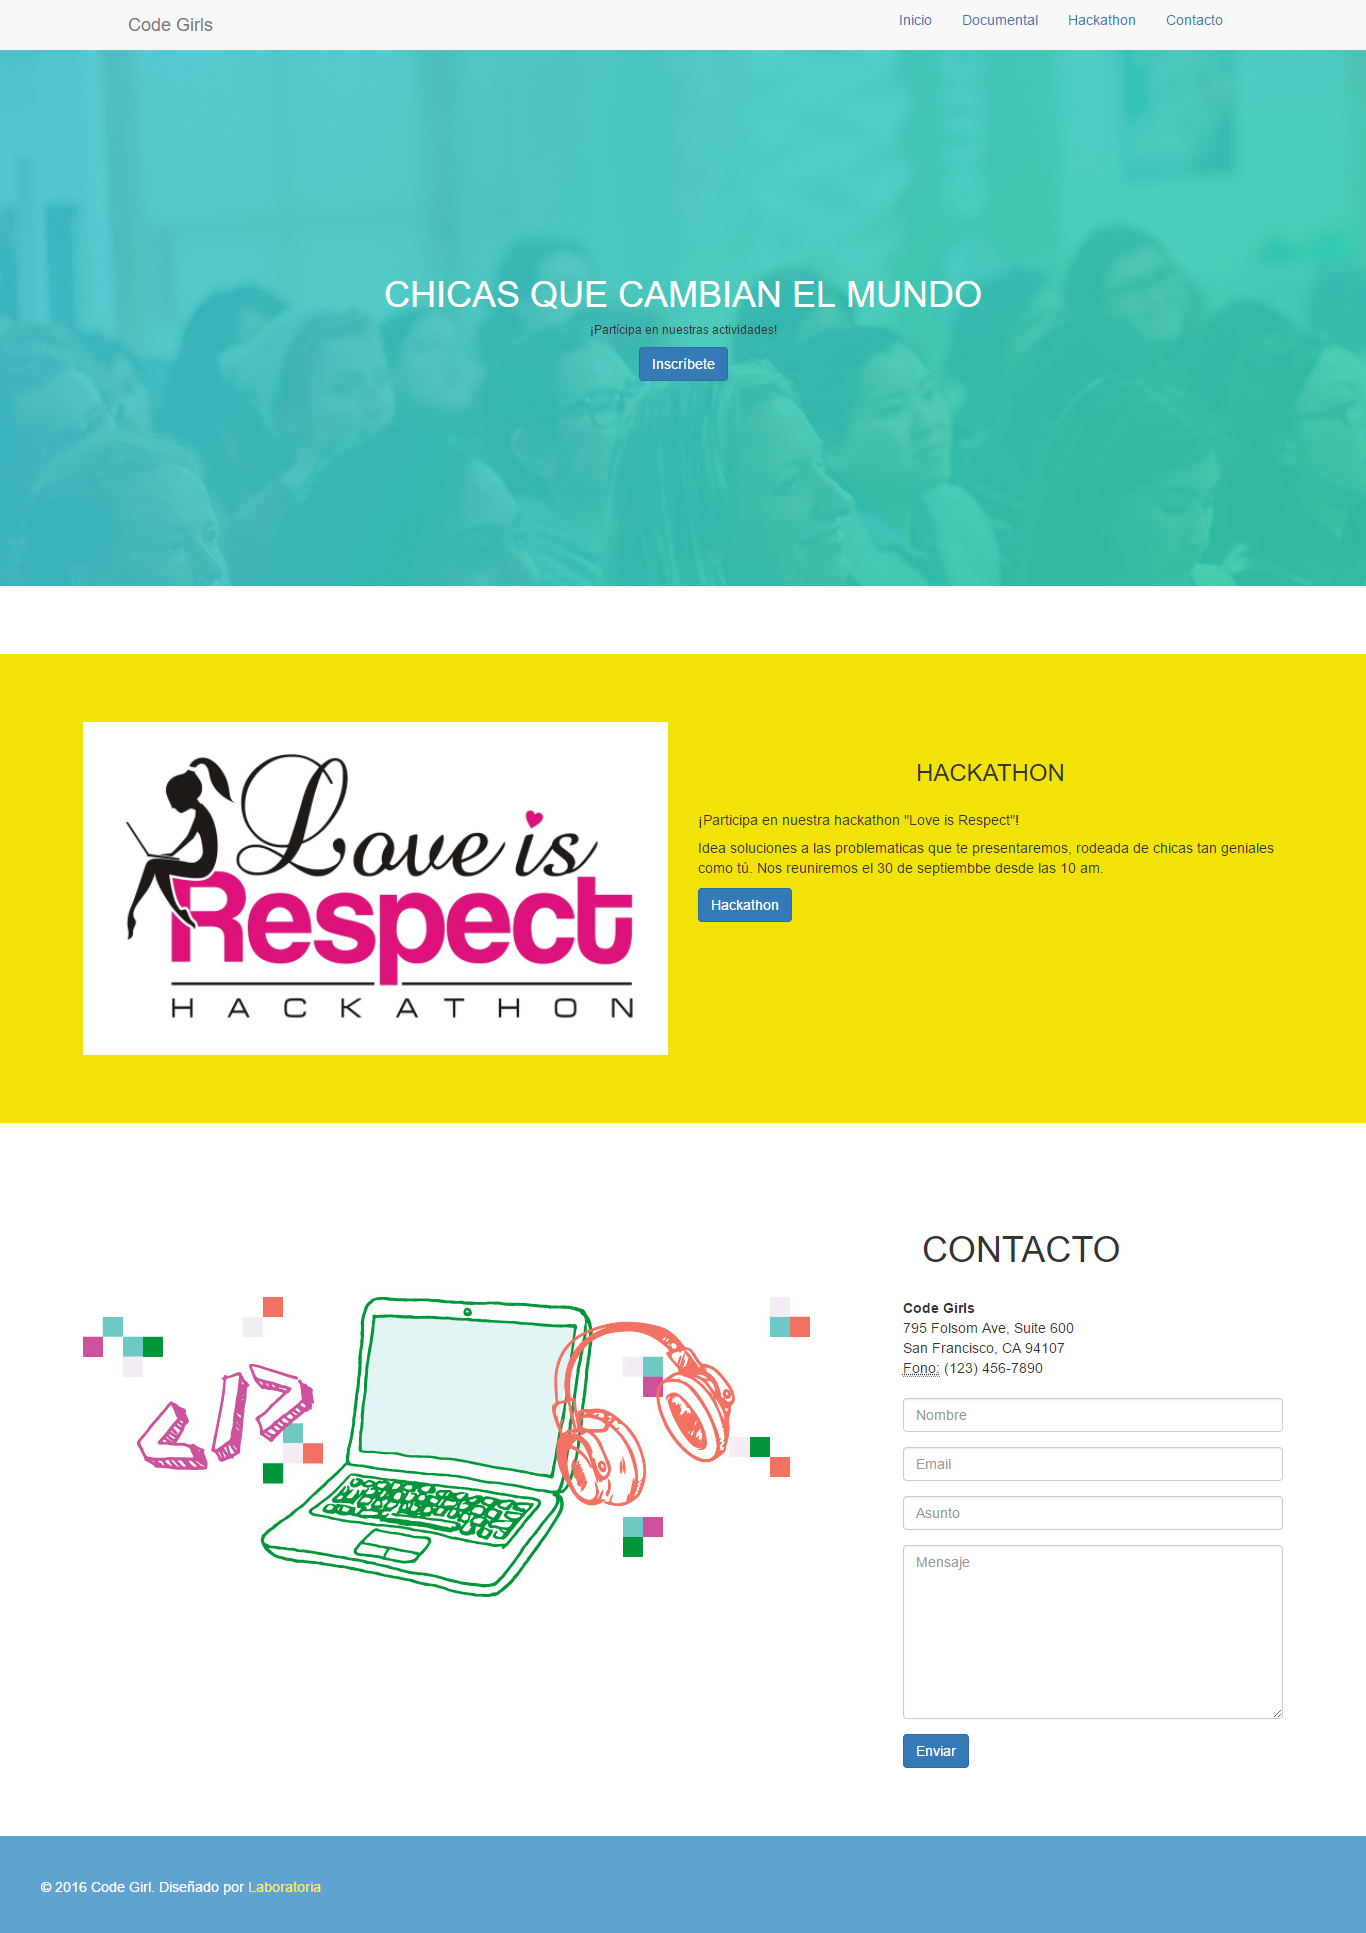 Code Girls
Inicio Documental Hackathon Contacto
CHICAS QUE CAMBIAN EL MUNDO
¡Partícipa en nuestras actividades!
Inscríbete
Love is
Respect
HACKATHON
HACKATHON
¡Participa en nuestra hackathon "Love is Respect"!
Idea soluciones a las problematicas que te presentaremos, rodeada de chicas tan geniales
como tú. Nos reuniremos el 30 de septiembbe desde las 10 am.
Hackathon
</>
CONTACTO
Code Girls
795 Folsom Ave, Suite 600
San Francisco, CA 94107
Fono: (123) 456-7890
Nombre
Email
Asunto
Mensaje
Enviar
© 2016 Code Girl. Diseñado por Laboratoria